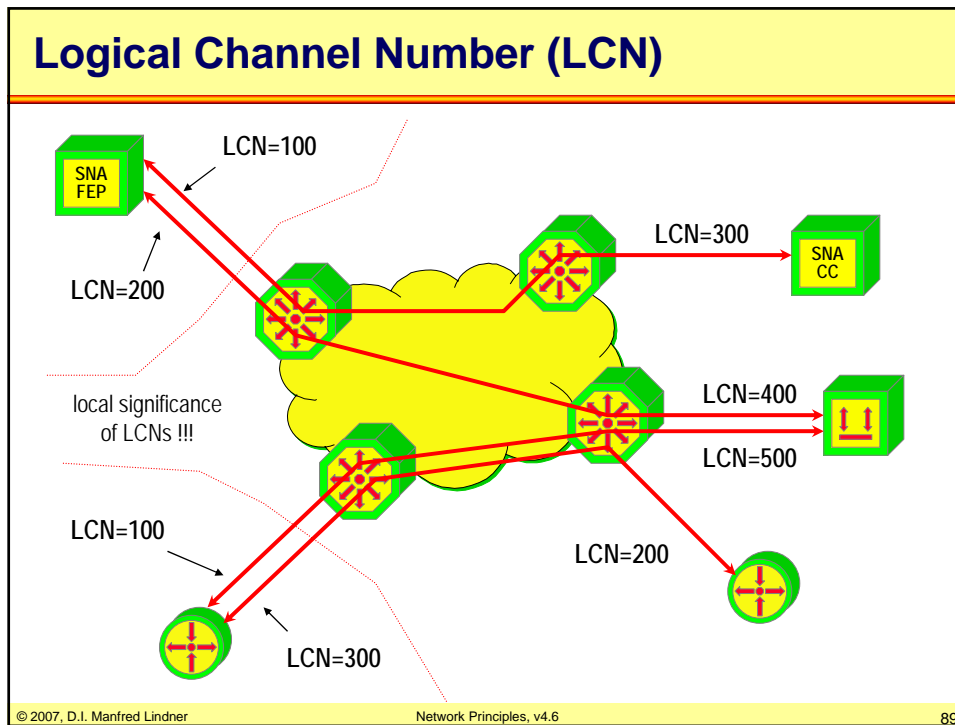 Logical Channel Number (LCN)
LCN=100
SNA
FEP
LCN=300
SNA
CC
LCN=200
LCN=400
local significance
of LCNs !!!
LCN=500
LCN=100
LCN=200
LCN=300
© 2007, D.I. Manfred Lindner
Network Principles, v4.6
89